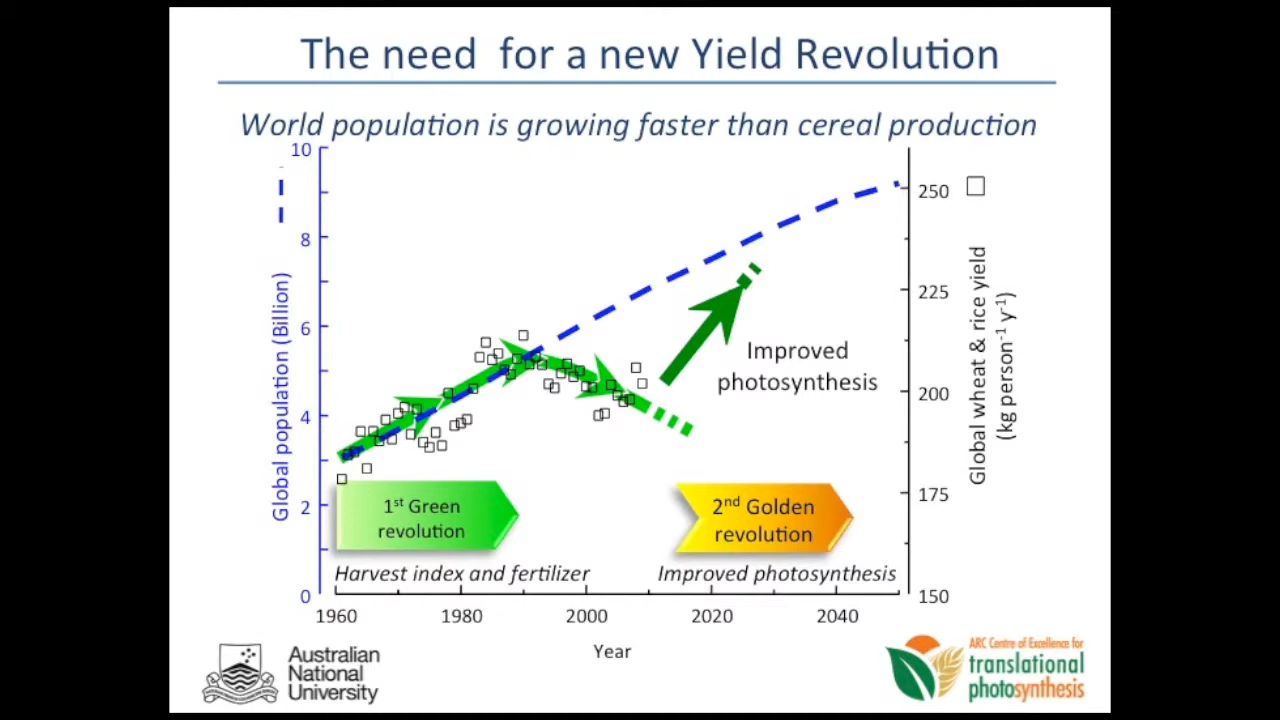 The need for a new Yield Revolution
World population is growing faster than cereal production
10
8
6
4
2
0
Global population (Billion)
250
225
200
175
150
Global wheat & rice yield
(kg person⁻¹ y⁻¹)
Improved
photosynthesis
1st Green
revolution
2nd Golden
revolution
Harvest index and fertilizer
Improved photosynthesis
1960
1980
2000
2020
2040
Year
Australian
National
University
ARC Centre of Excellence for
translational
photosynthesis